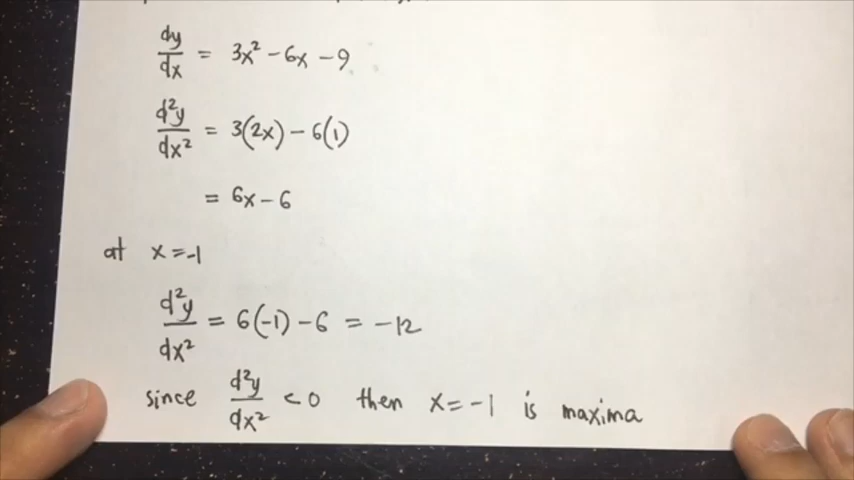 dy/dx = 3x² - 6x - 9
d²y/dx² = 3(2x) - 6(1)
= 6x - 6
at x = -1
d²y/dx² = 6(-1) - 6 = -12
since d²y/dx² < 0 then x = -1 is maxima